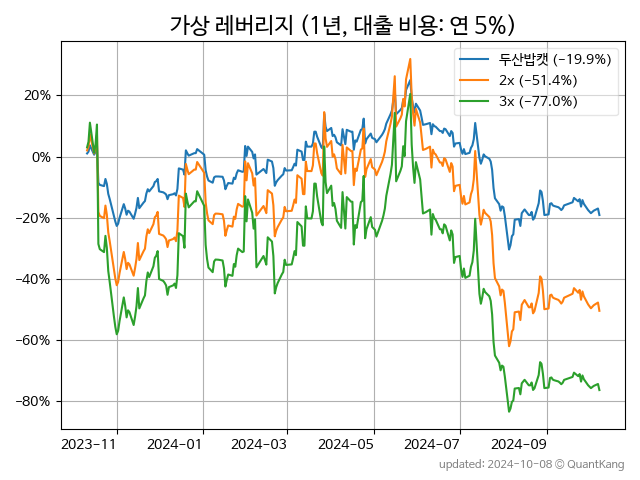 가상 레버리지 (1년, 대출 비용: 연 5%)
두산밥캣 (-19.9%)
2x (-51.4%)
3x (-77.0%)
20%
0%
-20%
-40%
-60%
-80%
2023-11 2024-01 2024-03 2024-05 2024-07 2024-09
updated: 2024-10-08 © QuantKang